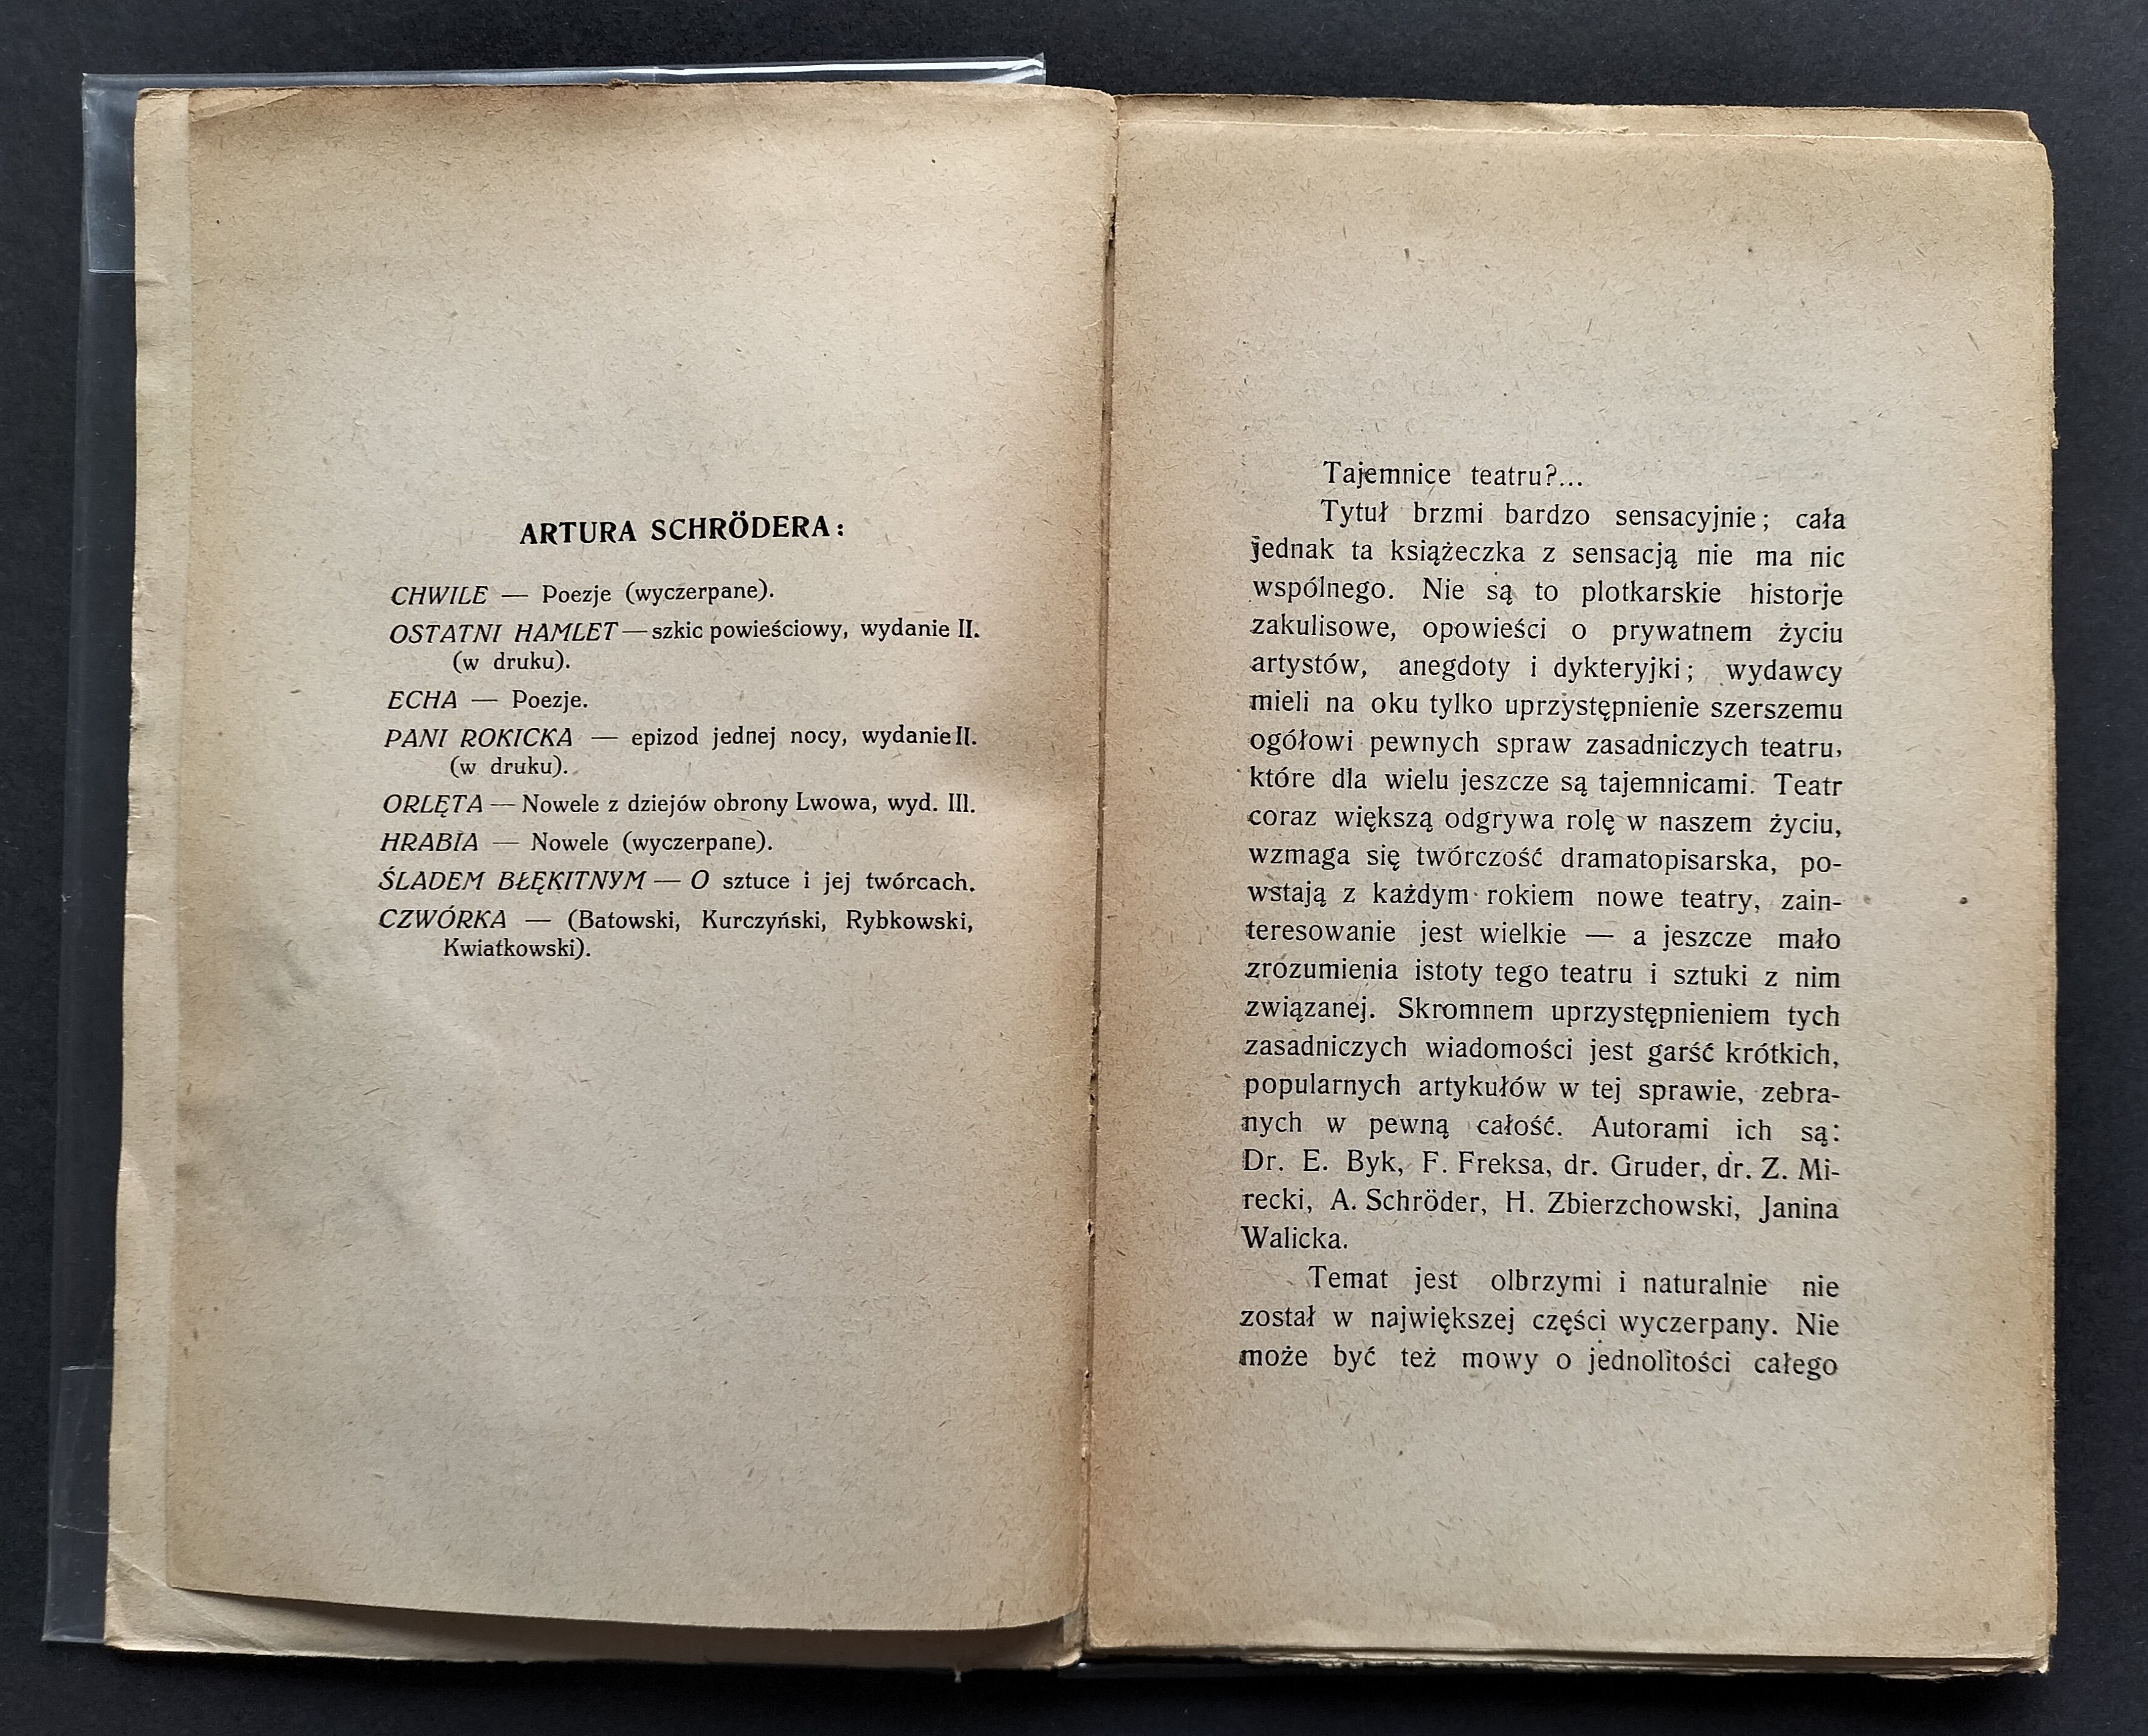 ARTURA SCHRÖDERA:
CHWILE — Poezje (wyczerpane).
OSTATNI HAMLET — szkic powieściowy, wydanie II.
(w druku).
ECHA — Poezje.
PANI ROKICKA — epizod jednej nocy, wydanie II.
(w druku).
ORLĘTA — Nowele z dziejów obrony Lwowa, wyd. III.
HRABIA — Nowele (wyczerpane).
ŚLADEM BŁĘKITNYM — O sztuce i jej twórcach.
CZWÓRKA — (Batowski, Kurczyński, Rybkowski,
Kwiatkowski).
Tajemnice teatru?...
Tytuł brzmi bardzo sensacyjnie; cała
jednak ta książeczka z sensacją nie ma nic
wspólnego. Nie są to plotkarskie historje
zakulisowe, opowieści o prywatnem życiu
artystów, anegdoty i dykteryjki; wydawcy
mieli na oku tylko uprzystępnienie szerszemu
ogółowi pewnych spraw zasadniczych teatru,
które dla wielu jeszcze są tajemnicami. Teatr
coraz większą odgrywa rolę w naszem życiu,
wzmaga się twórczość dramatopisarska, po-
wstają z każdym rokiem nowe teatry, zain-
teresowanie jest wielkie — a jeszcze mało
zrozumienia istoty tego teatru i sztuki z nim
związanej. Skromnem uprzystępnieniem tych
zasadniczych wiadomości jest garść krótkich,
popularnych artykułów w tej sprawie, zebra-
nych w pewną całość. Autorami ich są:
Dr. E. Byk, F. Freksa, dr. Gruder, dr. Z. Mi-
recki, A. Schröder, H. Zbierzchowski, Janina
Walicka.
Temat jest olbrzymi i naturalnie nie
został w największej części wyczerpany. Nie
może być też mowy o jednolitości całego